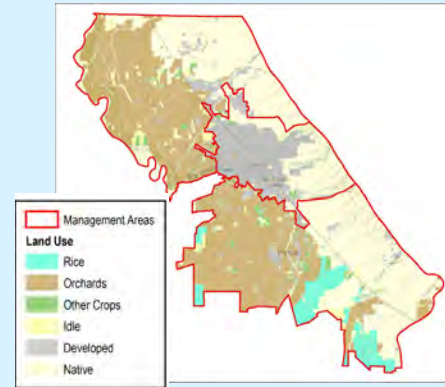 Management Areas
Land Use
Rice
Orchards
Other Crops
Idle
Developed
Native